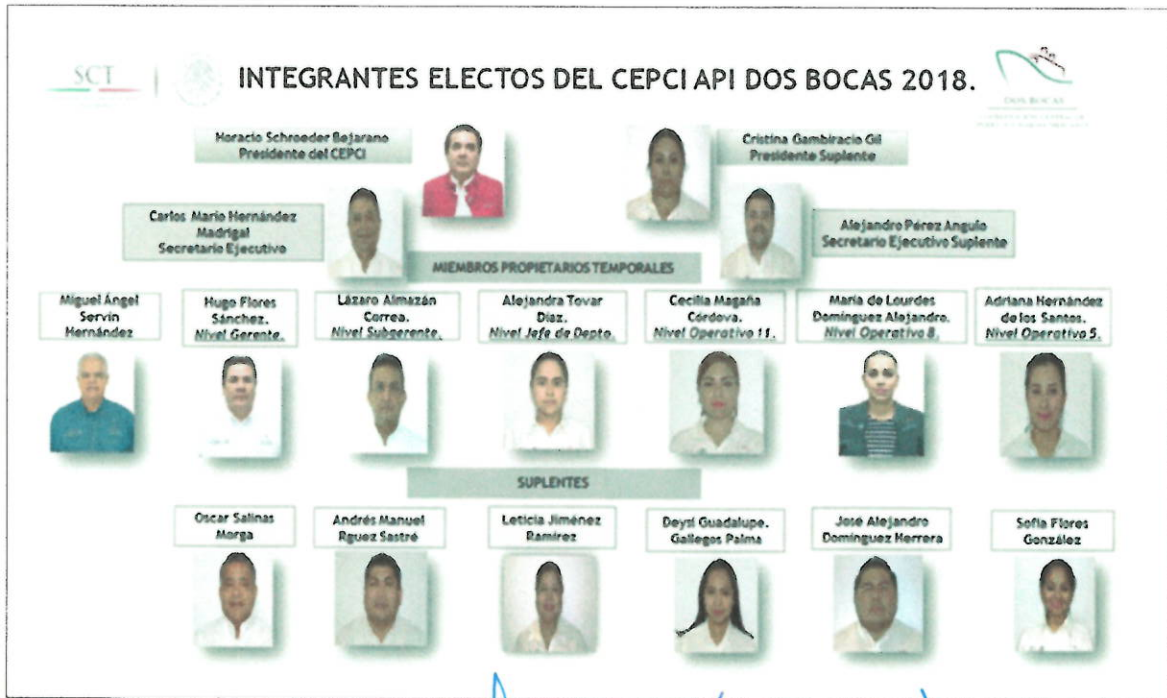 SCT
INTEGRANTES ELECTOS DEL CEPCI API DOS BOCAS 2018.
DOS BOCAS
Horacio Schroeder Bejarano
Presidente del CEPCI
Cristina Gambiracio Gil
Presidente Suplente
Carlos Mario Hernández
Madrigal
Secretario Ejecutivo
Alejandro Pérez Angulo
Secretario Ejecutivo Suplente
MIEMBROS PROPIETARIOS TEMPORALES
Miguel Ángel
Servín
Hernández
Hugo Flores
Sánchez.
Nivel Gerente.
Lázaro Almazán
Correa.
Nivel Subgerente.
Alejandra Tovar
Díaz.
Nivel Jefe de Depto.
Cecilia Magaña
Córdova.
Nivel Operativo 11.
María de Lourdes
Domínguez Alejandro.
Nivel Operativo 8.
Adriana Hernández
de los Santos.
Nivel Operativo 5.
SUPLENTES
Oscar Salinas
Morga
Andrés Manuel
Rguez Sastré
Leticia Jiménez
Ramírez
Deysi Guadalupe.
Gallegos Palma
José Alejandro
Domínguez Herrera
Sofía Flores
González